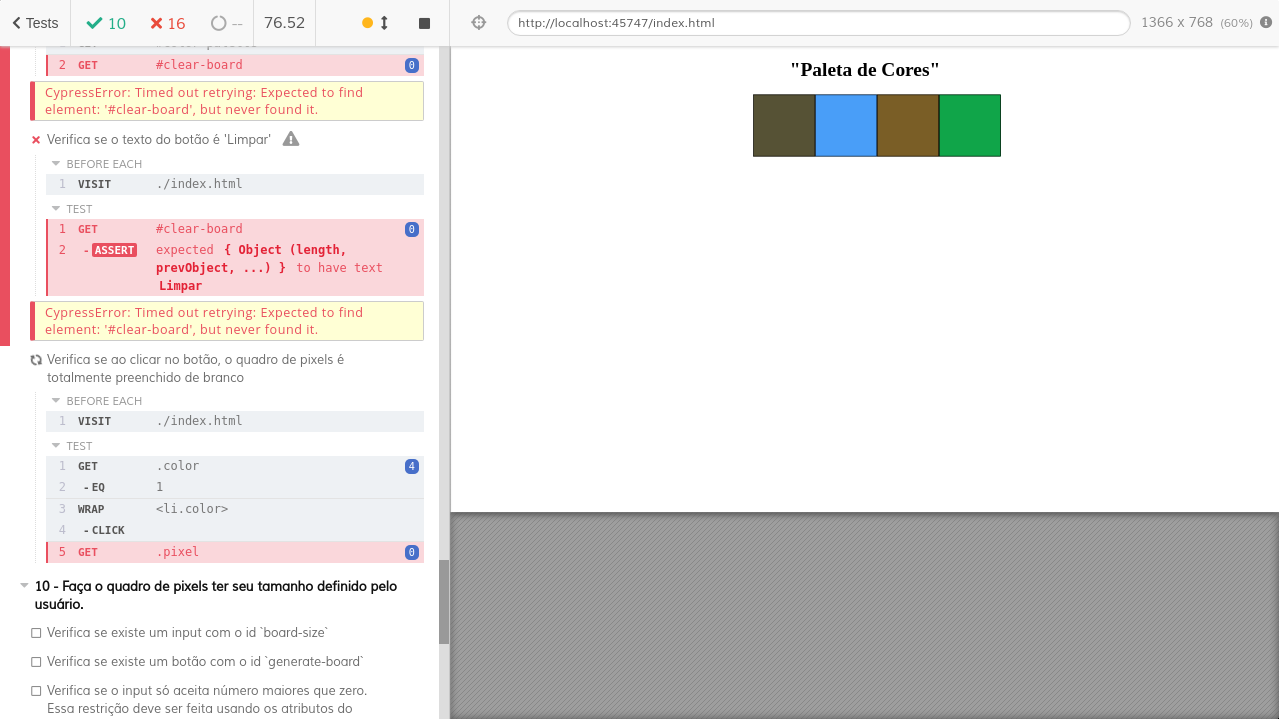 Tests
10
16
--
76.52
http://localhost:45747/index.html
1366 x 768 (60%)
2 GET #clear-board 0
CypressError: Timed out retrying: Expected to find
element: '#clear-board', but never found it.
Verifica se o texto do botão é 'Limpar'
BEFORE EACH
1 VISIT ./index.html
TEST
1 GET #clear-board 0
2 -ASSERT expected { Object (length,
prevObject, ...) } to have text
Limpar
CypressError: Timed out retrying: Expected to find
element: '#clear-board', but never found it.
Verifica se ao clicar no botão, o quadro de pixels é
totalmente preenchido de branco
BEFORE EACH
1 VISIT ./index.html
TEST
1 GET .color 4
2 -EQ 1
3 WRAP <li.color>
4 -CLICK
5 GET .pixel 0
10 - Faça o quadro de pixels ter seu tamanho definido pelo
usuário.
Verifica se existe um input com o id `board-size`
Verifica se existe um botão com o id `generate-board`
Verifica se o input só aceita número maiores que zero.
Essa restrição deve ser feita usando os atributos do
"Paleta de Cores"